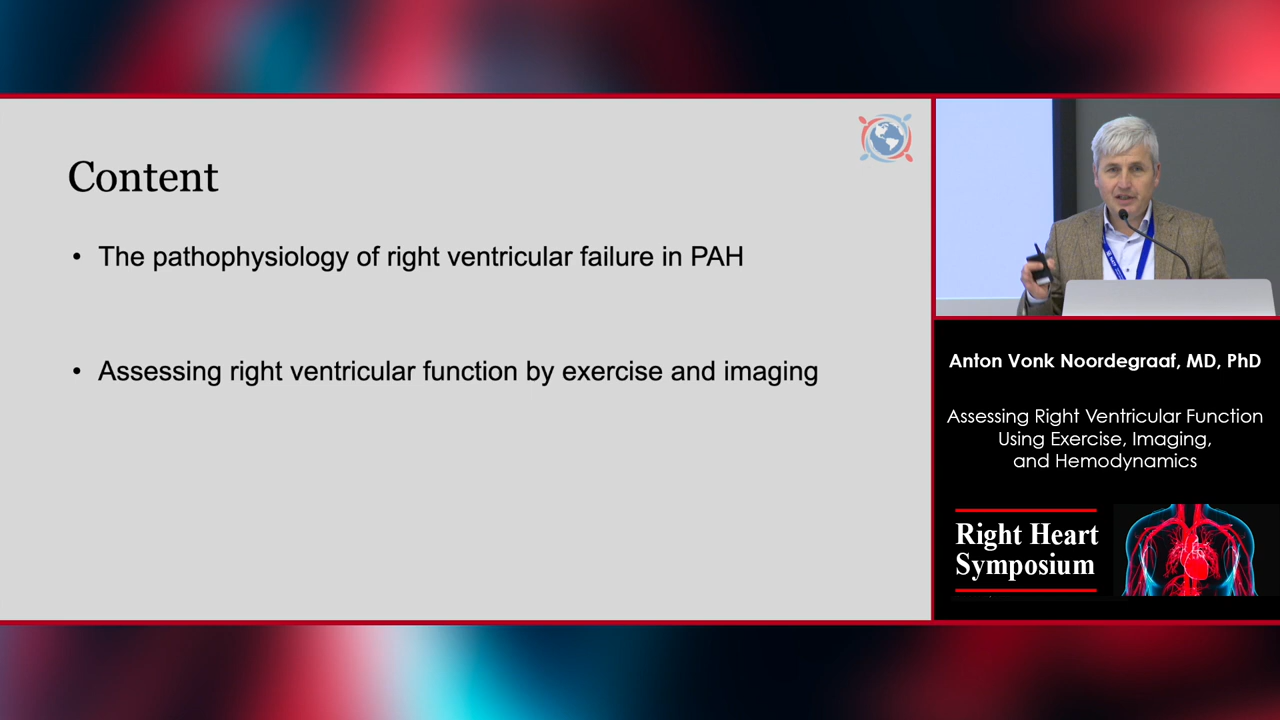 Content
• The pathophysiology of right ventricular failure in PAH
• Assessing right ventricular function by exercise and imaging
Anton Vonk Noordegraaf, MD, PhD
Assessing Right Ventricular Function
Using Exercise, Imaging,
and Hemodynamics
Right Heart
Symposium